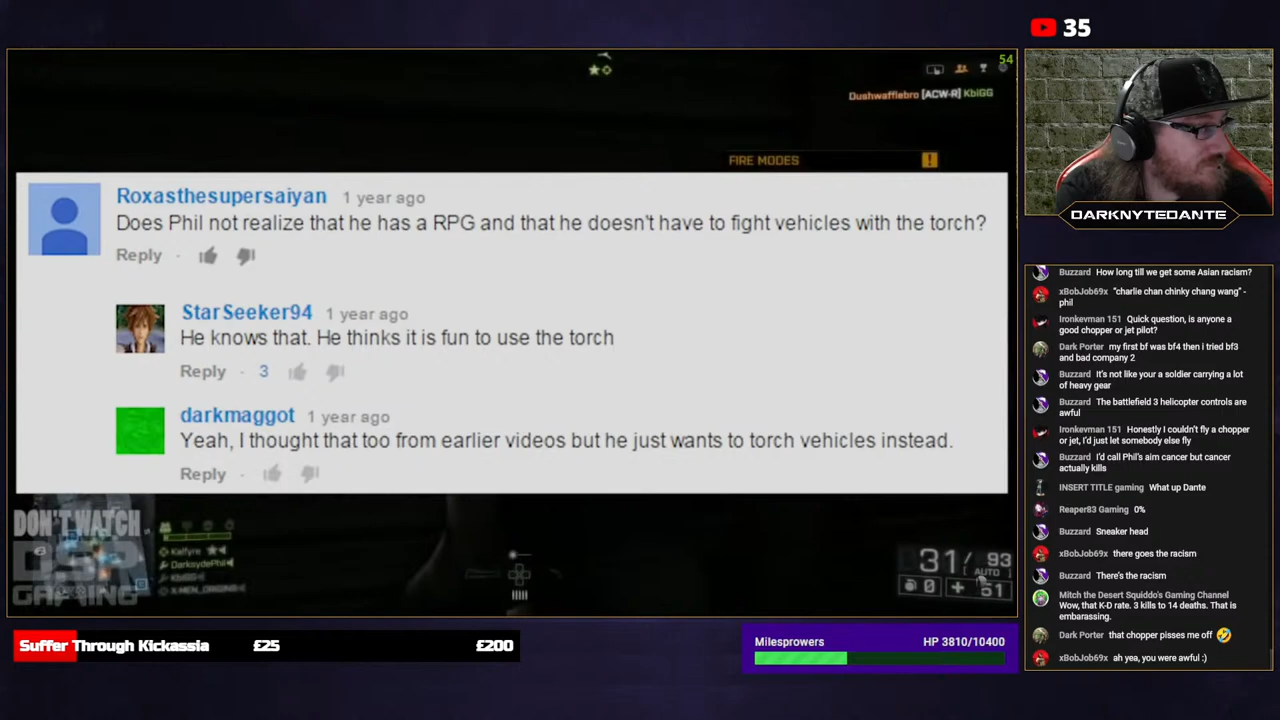 35
54
Dushwafflebro [ACW-R] KbiGG
FIRE MODES !
Roxasthesupersaiyan 1 year ago
Does Phil not realize that he has a RPG and that he doesn't have to fight vehicles with the torch?
Reply
StarSeeker94 1 year ago
He knows that. He thinks it is fun to use the torch
Reply 3
darkmaggot 1 year ago
Yeah, I thought that too from earlier videos but he just wants to torch vehicles instead.
Reply
DON'T WATCH
DSP
GAMING
Kalfyre
DarksydePhil
KbiGG
X-MEN_ORIGINS
31/ 93
AUTO
0 + 51
Suffer Through Kickassia £25 £200
Milesprowers HP 3810/10400
DARKNYTEDANTE
Buzzard How long till we get some Asian racism?
xBobJob69x "charlie chan chinky chang wang" -
phil
Ironkevman 151 Quick question, is anyone a
good chopper or jet pilot?
Dark Porter my first bf was bf4 then i tried bf3
and bad company 2
Buzzard It's not like your a soldier carrying a lot
of heavy gear
Buzzard The battlefield 3 helicopter controls are
awful
Ironkevman 151 Honestly I couldn't fly a chopper
or jet, I'd just let somebody else fly
Buzzard I'd call Phil's aim cancer but cancer
actually kills
INSERT TITLE gaming What up Dante
Reaper83 Gaming 0%
Buzzard Sneaker head
xBobJob69x there goes the racism
Buzzard There's the racism
Mitch the Desert Squiddo's Gaming Channel
Wow, that K-D rate. 3 kills to 14 deaths. That is
embarassing.
Dark Porter that chopper pisses me off 🤣
xBobJob69x ah yea, you were awful :)